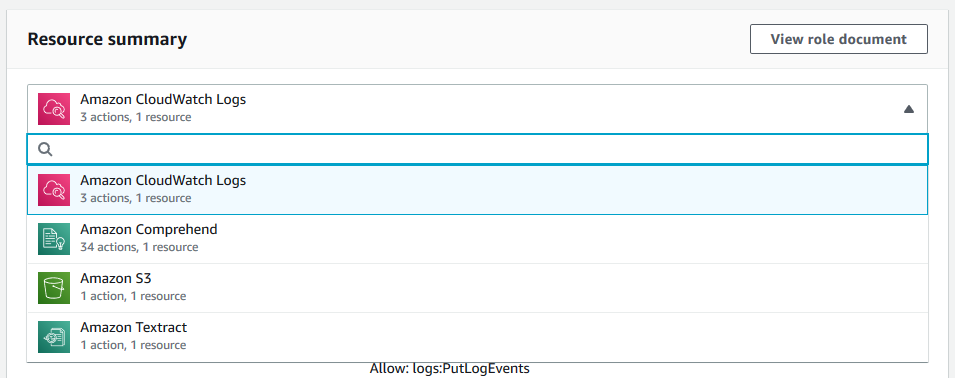 Resource summary
View role document
Amazon CloudWatch Logs
3 actions, 1 resource
Amazon CloudWatch Logs
3 actions, 1 resource
Amazon Comprehend
34 actions, 1 resource
Amazon S3
1 action, 1 resource
Amazon Textract
1 action, 1 resource
Allow: logs:PutLogEvents